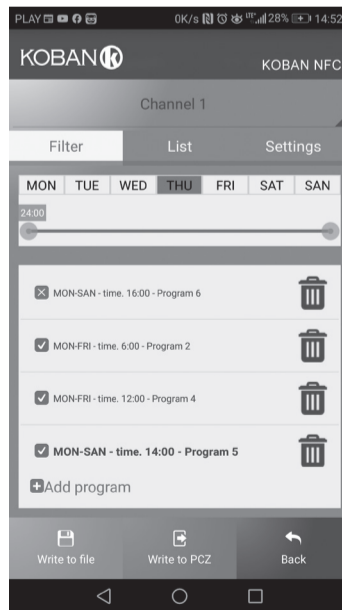 PLAY 0K/s LTE 28% 14:52
KOBAN K
KOBAN NFC
Channel 1
Filter List Settings
MON TUE WED THU FRI SAT SAN
24:00
MON-SAN - time. 16:00 - Program 6
MON-FRI - time. 6:00 - Program 2
MON-FRI - time. 12:00 - Program 4
MON-SAN - time. 14:00 - Program 5
Add program
Write to file Write to PCZ Back